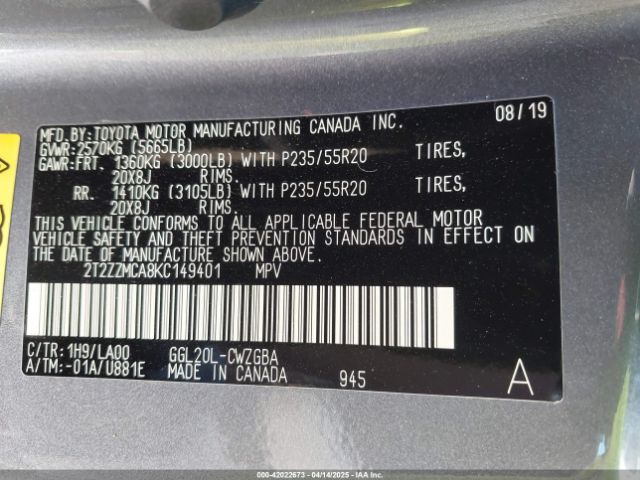 08/19
MFD.BY:TOYOTA MOTOR MANUFACTURING CANADA INC.
GVWR:2570KG (5665LB)
GAWR:FRT. 1360KG (3000LB) WITH P235/55R20 TIRES,
20X8J RIMS.
RR. 1410KG (3105LB) WITH P235/55R20 TIRES,
20X8J RIMS.
THIS VEHICLE CONFORMS TO ALL APPLICABLE FEDERAL MOTOR
VEHICLE SAFETY AND THEFT PREVENTION STANDARDS IN EFFECT ON
THE DATE OF MANUFACTURE SHOWN ABOVE.
2T2ZZMCA8KC149401 MPV
C/TR: 1H9/LA00 GGL20L-CWZGBA
A/TM:-01A/U881E MADE IN CANADA 945 A
000-42022673 - 04/14/2025 - IAAI.COM